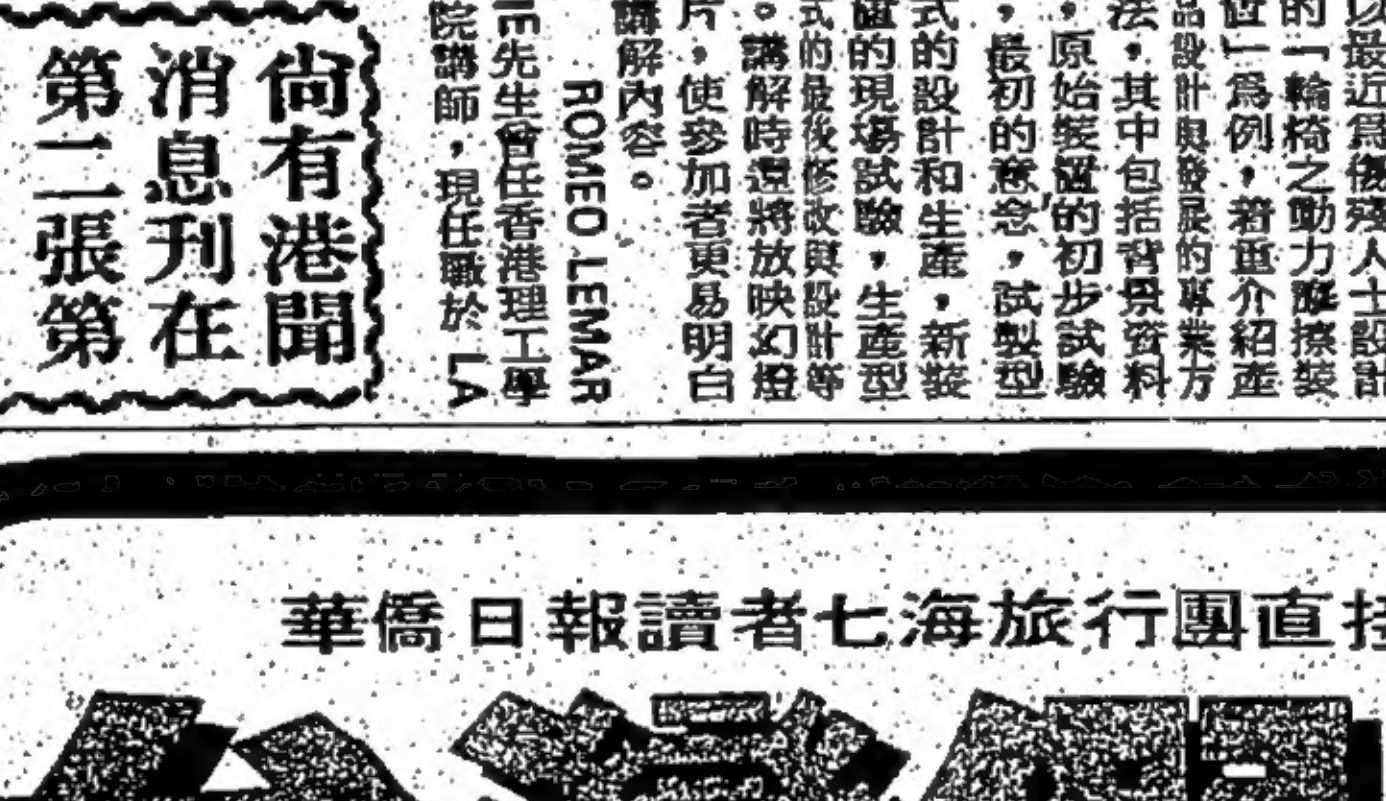 以最近爲傷殘人士設計
的「輪椅之動力離擦裝
置」爲例，着重介紹產
品設計與發展的專業方
法，其中包括背景資料
，原始裝置的初步試驗
，最初的意念，試製型
式的設計和生產，新裝
置的現場試驗，生產型
式的最後修改與設計等
。講解時還將放映幻燈
片，使參加者更易明白
講解內容。
ROMEO LEMAR
IE先生曾任香港理工學
院講師，現任職於 LA
尙有港聞
消息刊在
第二張第
華僑日報讀者七海旅行團直接